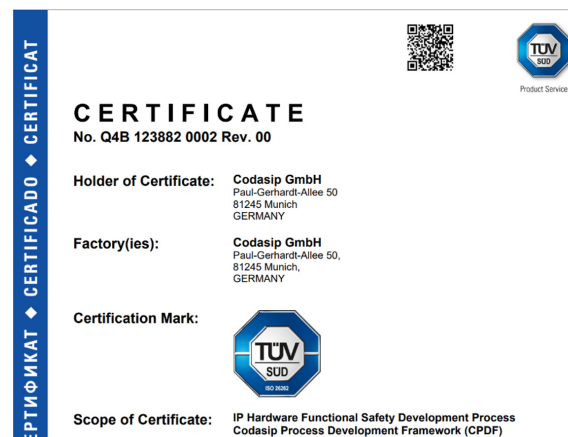 TÜV
SÜD
Product Service
CERTIFICATE
No. Q4B 123882 0002 Rev. 00
Holder of Certificate: Codasip GmbH
Paul-Gerhardt-Allee 50
81245 Munich
GERMANY
Factory(ies): Codasip GmbH
Paul-Gerhardt-Allee 50,
81245 Munich,
GERMANY
Certification Mark:
TÜV
SÜD
ISO 26262
Scope of Certificate: IP Hardware Functional Safety Development Process
Codasip Process Development Framework (CPDF)
ЕРТИФИКАТ ◆ CERTIFICADO ◆ CERTIFICAT